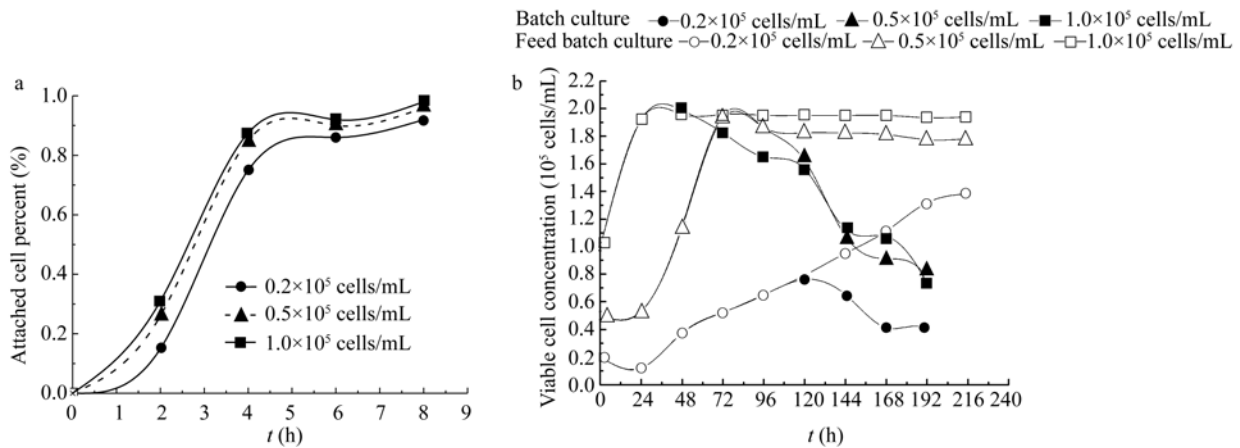 Batch culture 0.2×10⁵ cells/mL 0.5×10⁵ cells/mL 1.0×10⁵ cells/mL
Feed batch culture 0.2×10⁵ cells/mL 0.5×10⁵ cells/mL 1.0×10⁵ cells/mL
a
Attached cell percent (%)
1.0
0.8
0.6
0.4
0.2
0.0
0.2×10⁵ cells/mL
0.5×10⁵ cells/mL
1.0×10⁵ cells/mL
0 1 2 3 4 5 6 7 8 9
t (h)
b
Viable cell concentration (10⁵ cells/mL)
2.2
2.0
1.8
1.6
1.4
1.2
1.0
0.8
0.6
0.4
0.2
0.0
0 24 48 72 96 120 144 168 192 216 240
t (h)